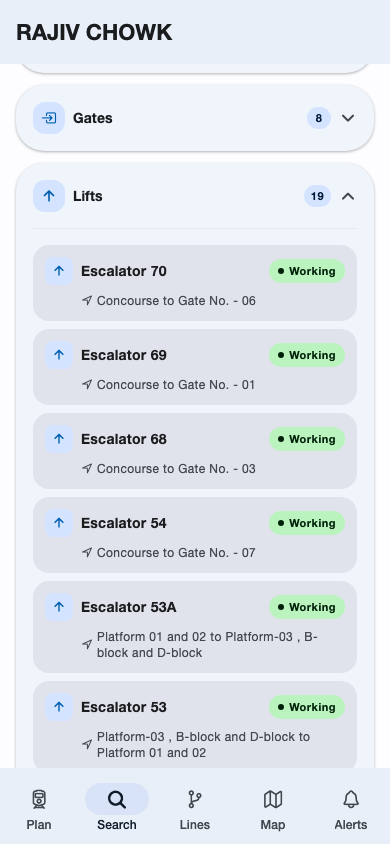 RAJIV CHOWK
Gates
8
Lifts
19
Escalator 70
Working
Concourse to Gate No. - 06
Escalator 69
Working
Concourse to Gate No. - 01
Escalator 68
Working
Concourse to Gate No. - 03
Escalator 54
Working
Concourse to Gate No. - 07
Escalator 53A
Working
Platform 01 and 02 to Platform-03 , B-
block and D-block
Escalator 53
Working
Platform-03 , B-block and D-block to
Platform 01 and 02
Plan
Search
Lines
Map
Alerts